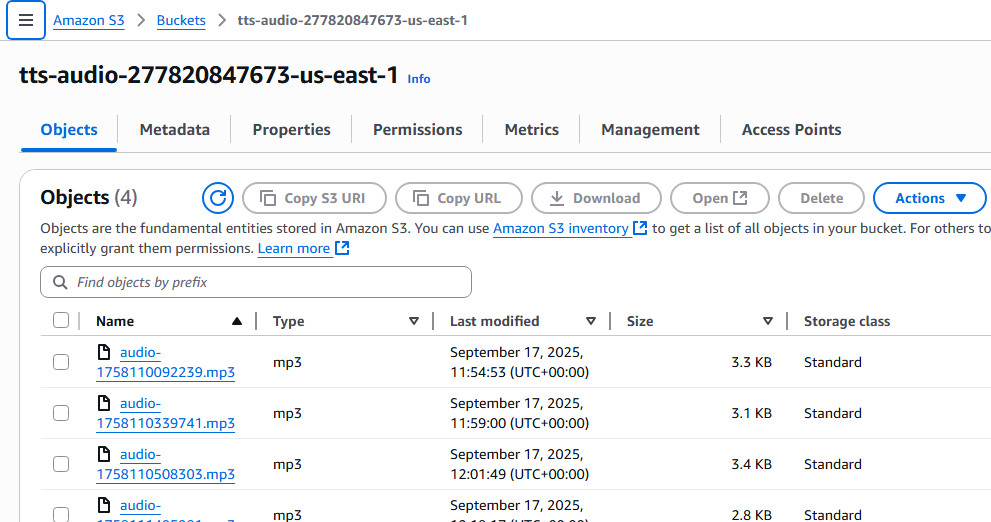 Amazon S3 > Buckets > tts-audio-277820847673-us-east-1
tts-audio-277820847673-us-east-1 Info
Objects Metadata Properties Permissions Metrics Management Access Points
Objects (4) Copy S3 URI Copy URL Download Open Delete Actions
Objects are the fundamental entities stored in Amazon S3. You can use Amazon S3 inventory to get a list of all objects in your bucket. For others to
explicitly grant them permissions. Learn more
Find objects by prefix
Name Type Last modified Size Storage class
audio-
1758110092239.mp3
mp3
September 17, 2025,
11:54:53 (UTC+00:00)
3.3 KB
Standard
audio-
1758110339741.mp3
mp3
September 17, 2025,
11:59:00 (UTC+00:00)
3.1 KB
Standard
audio-
1758110508303.mp3
mp3
September 17, 2025,
12:01:49 (UTC+00:00)
3.4 KB
Standard
audio-
mp3
September 17, 2025,
2.8 KB
Standard